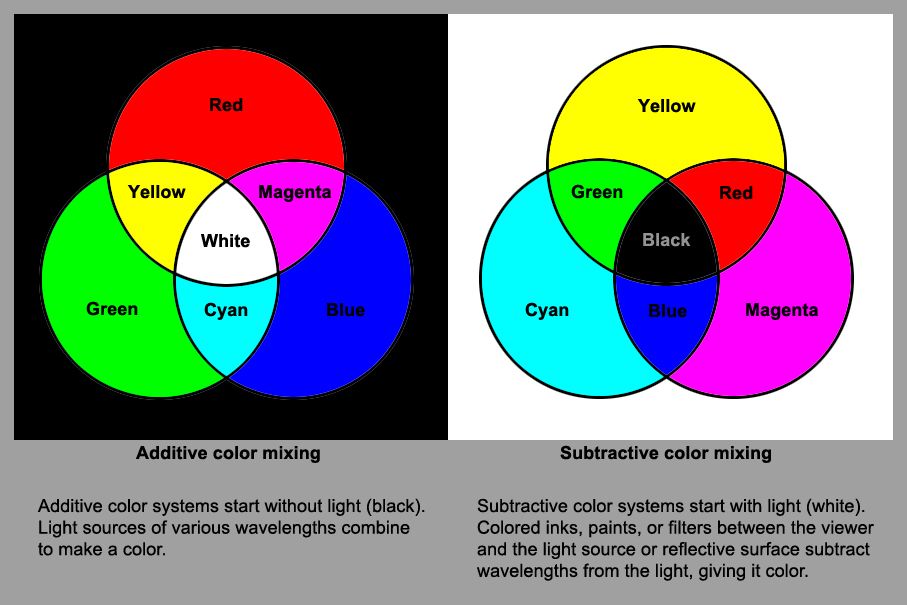 Red
Yellow
Magenta
White
Green
Cyan
Blue
Additive color mixing
Additive color systems start without light (black).
Light sources of various wavelengths combine
to make a color.
Yellow
Green
Red
Black
Cyan
Blue
Magenta
Subtractive color mixing
Subtractive color systems start with light (white).
Colored inks, paints, or filters between the viewer
and the light source or reflective surface subtract
wavelengths from the light, giving it color.